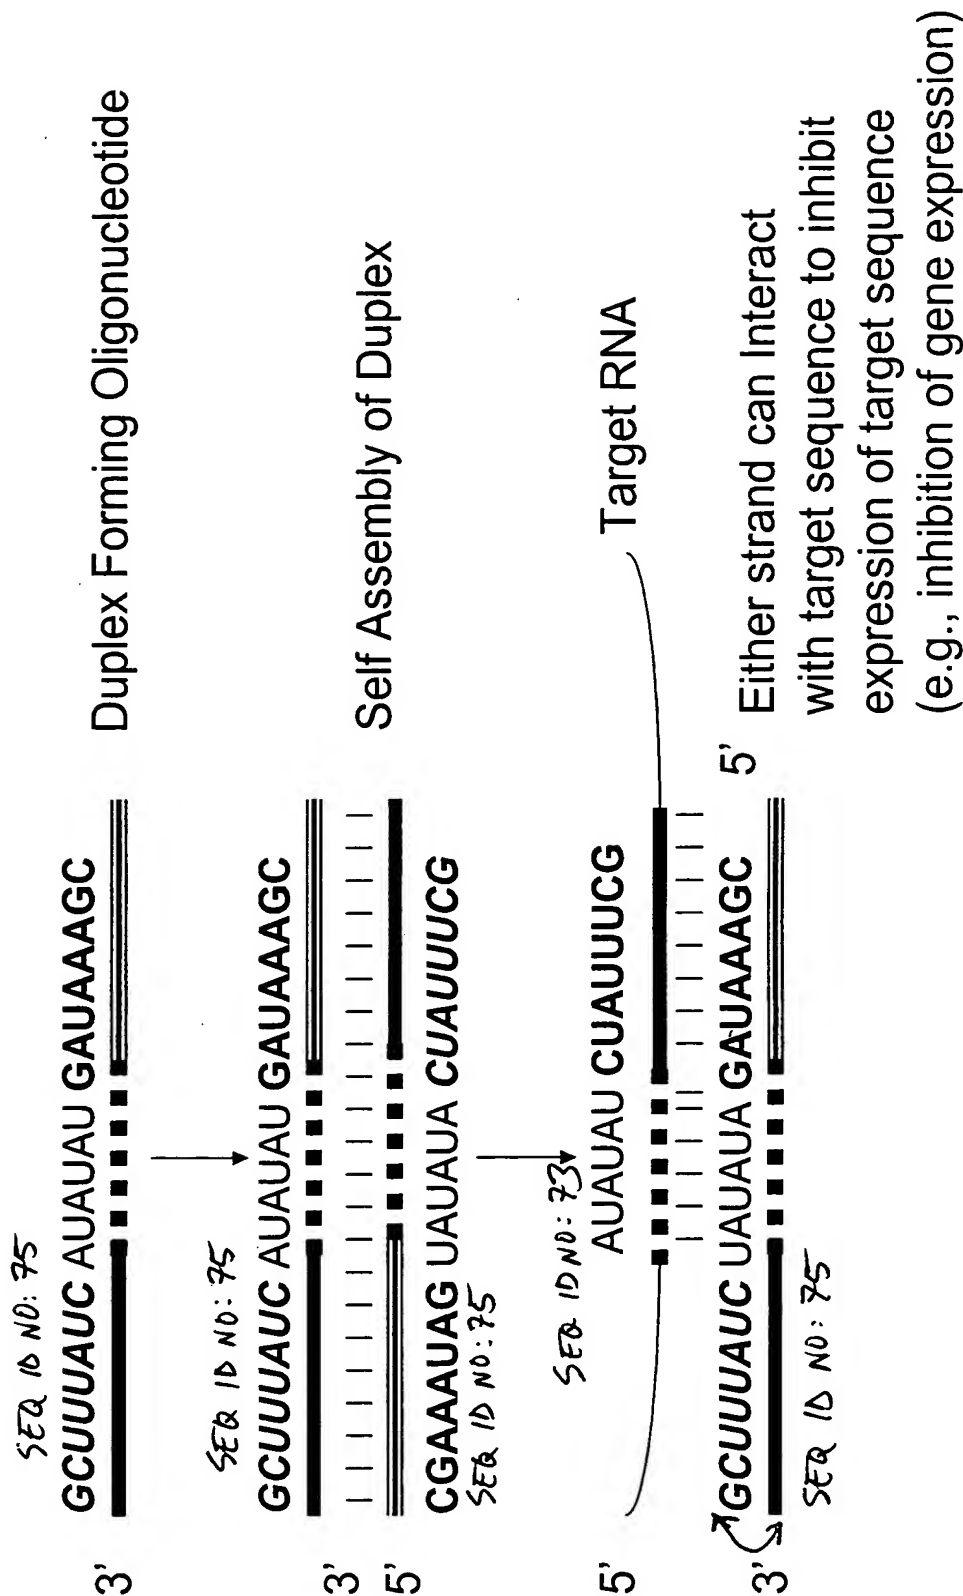 SEQ ID NO: 75
3' GCUUUAUC AUAUAU GAUAAAGC Duplex Forming Oligonucleotide
SEQ ID NO: 75
3' GCUUUAUC AUAUAU GAUAAAGC
Self Assembly of Duplex
5' CGAAAUAG UAUAUA CUAUUUCG
SEQ ID NO: 75
SEQ ID NO: 73
AUAUAU CUAUUUCG
5' Target RNA
GCUUUAUC UAUAUA GAUAAAGC 5'
3'
SEQ ID NO: 75
Either strand can Interact
with target sequence to inhibit
expression of target sequence
(e.g., inhibition of gene expression)